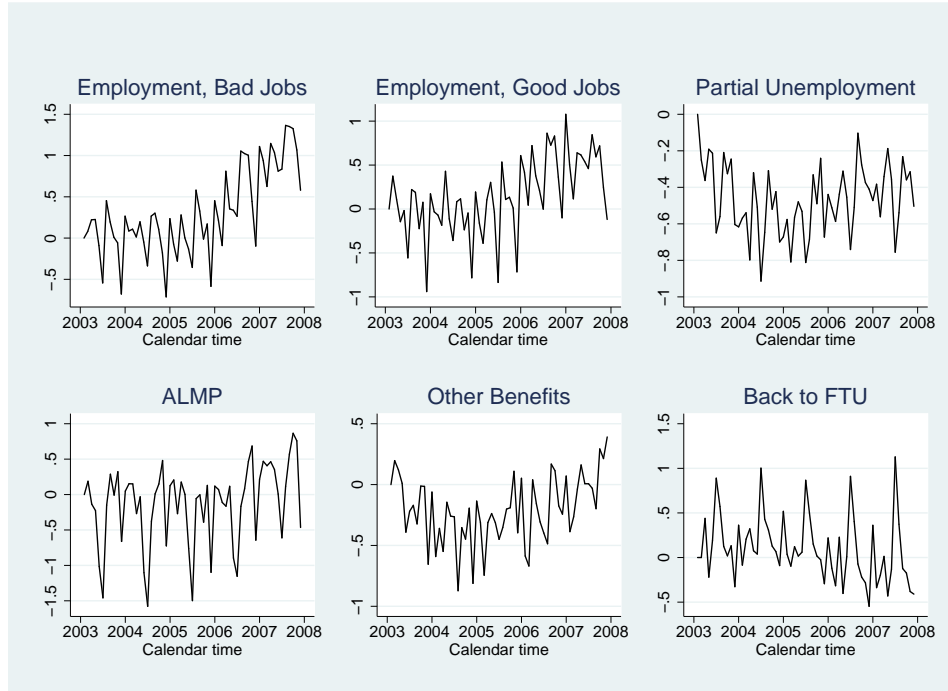 Employment, Bad Jobs
−.5 0 .5 1 1.5
2003 2004 2005 2006 2007 2008
Calendar time
Employment, Good Jobs
−1 −.5 0 .5 1
2003 2004 2005 2006 2007 2008
Calendar time
Partial Unemployment
−1 −.8 −.6 −.4 −.2 0
2003 2004 2005 2006 2007 2008
Calendar time
ALMP
−1.5 −1 −.5 0 .5 1
2003 2004 2005 2006 2007 2008
Calendar time
Other Benefits
−1 −.5 0 .5
2003 2004 2005 2006 2007 2008
Calendar time
Back to FTU
−.5 0 .5 1 1.5
2003 2004 2005 2006 2007 2008
Calendar time